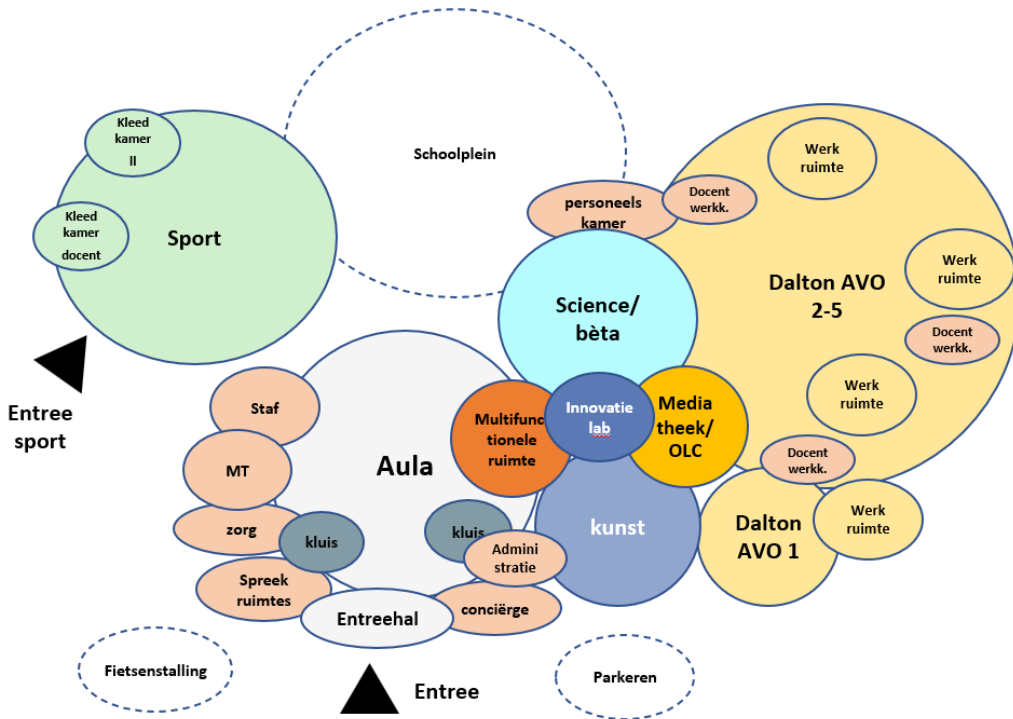 Kleed
kamer
II
Kleed
kamer
docent
Sport
Entree
sport
Schoolplein
personeels
kamer
Docent
werkk.
Werk
ruimte
Werk
ruimte
Docent
werkk.
Werk
ruimte
Dalton AVO
2-5
Science/
bèta
Innovatie
lab
Media
theek/
OLC
Multifunc
tionele
ruimte
Aula
Staf
MT
zorg
kluis
Spreek
ruimtes
kluis
Admini
stratie
conciërge
Entreehal
kunst
Docent
werkk.
Dalton
AVO 1
Werk
ruimte
Fietsenstalling
Entree
Parkeren